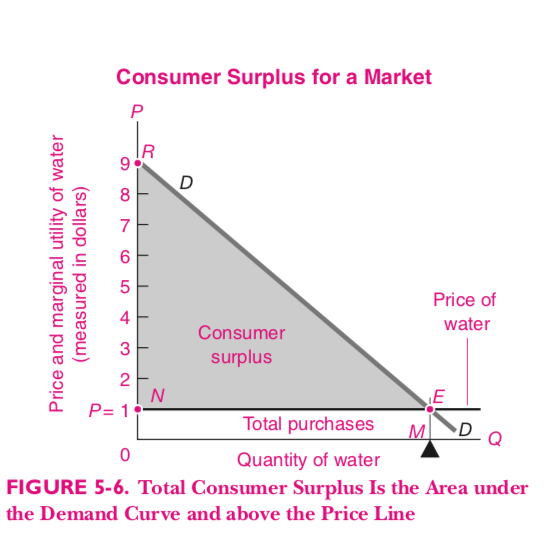 Consumer Surplus for a Market
P
Price and marginal utility of water
(measured in dollars)
9
R
D
8
7
6
5
4
3
2
Consumer
surplus
Price of
water
N
E
P= 1
Total purchases
M
D
Q
0
Quantity of water
FIGURE 5-6. Total Consumer Surplus Is the Area under
the Demand Curve and above the Price Line